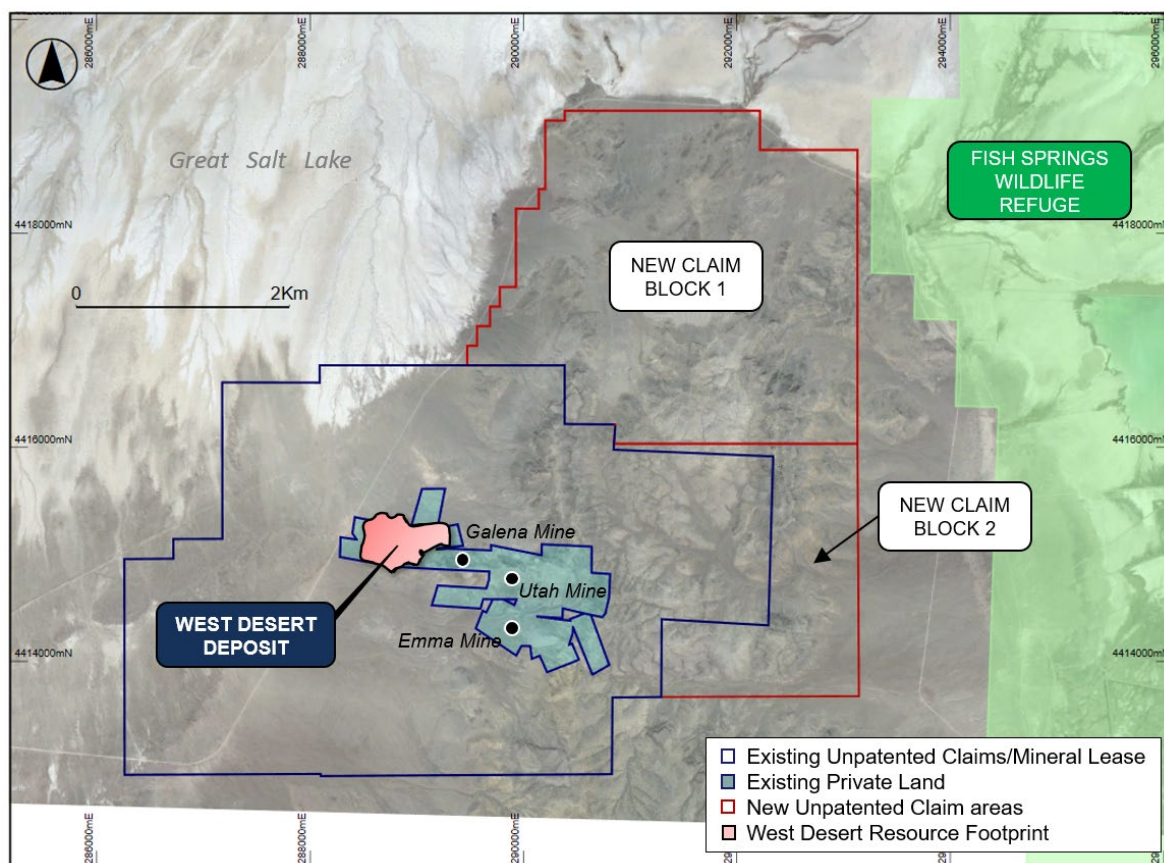 286000mE
288000mE
290000mE
292000mE
294000mE
296000mE
Great Salt Lake
FISH SPRINGS
WILDLIFE
REFUGE
4418000mN
4418000mN
NEW CLAIM
BLOCK 1
0 2Km
4416000mN
4416000mN
NEW CLAIM
BLOCK 2
Galena Mine
Utah Mine
WEST DESERT
DEPOSIT
Emma Mine
4414000mN
4414000mN
Existing Unpatented Claims/Mineral Lease
Existing Private Land
New Unpatented Claim areas
West Desert Resource Footprint
286000mE
288000mE
290000mE